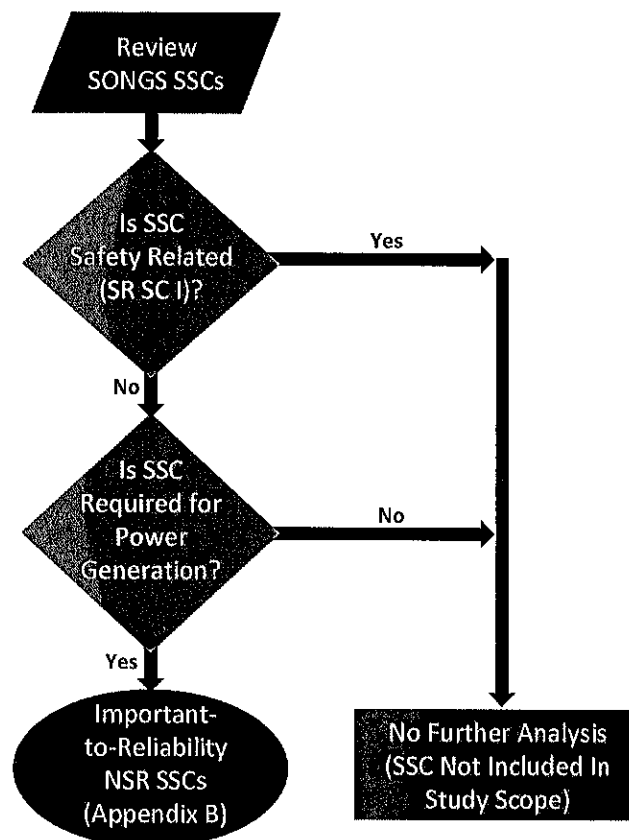 Review
SONGS SSCs
Is SSC
Safety Related
(SR SC I)?
Yes
No
Is SSC
Required for
Power
Generation?
No
Yes
Important-
to-Reliability
NSR SSCs
(Appendix B)
No Further Analysis
(SSC Not Included In
Study Scope)